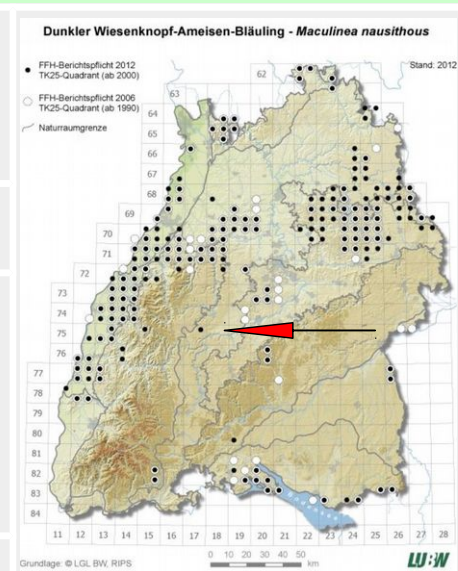 Dunkler Wiesenknopf-Ameisen-Bläuling - Maculinea nausithous
FFH-Berichtspflicht 2012
TK25-Quadrant (ab 2000)
FFH-Berichtspflicht 2006
TK25-Quadrant (ab 1990)
Naturraumgrenze
Stand: 2012
62
63
64
65
66
67
68
69
70
71
72
73
74
75
76
77
78
79
80
81
82
83
84
11 12 13 14 15 16 17 18 19 20 21 22 23 24 25 26 27 28
0 10 20 30 40 50
km
Grundlage: © LGL BW, RIPS
LUBW